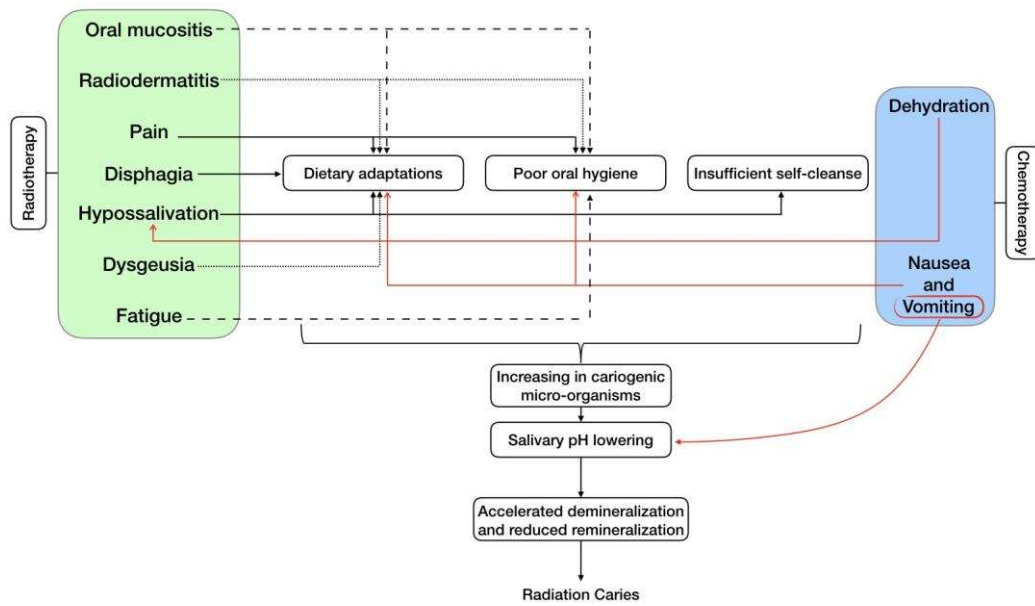 Radiotherapy
Oral mucositis
Radiodermatitis
Pain
Disphagia
Hypossalivation
Dysgeusia
Fatigue
Dietary adaptations
Poor oral hygiene
Insufficient self-cleanse
Dehydration
Nausea
and
Vomiting
Chemotherapy
Increasing in cariogenic
micro-organisms
Salivary pH lowering
Accelerated demineralization
and reduced remineralization
Radiation Caries